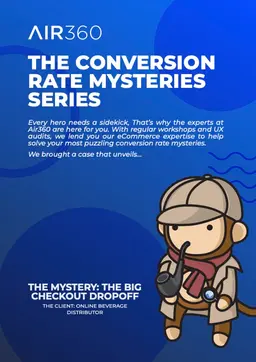 AIR360
THE CONVERSION
RATE MYSTERIES
SERIES
Every hero needs a sidekick, That's why the experts at
Air360 are here for you. With regular workshops and UX
audits, we lend you our eCommerce expertise to help
solve your most puzzling conversion rate mysteries.
We brought a case that unveils...
THE MYSTERY: THE BIG
CHECKOUT DROPOFF
THE CLIENT: ONLINE BEVERAGE
DISTRIBUTOR